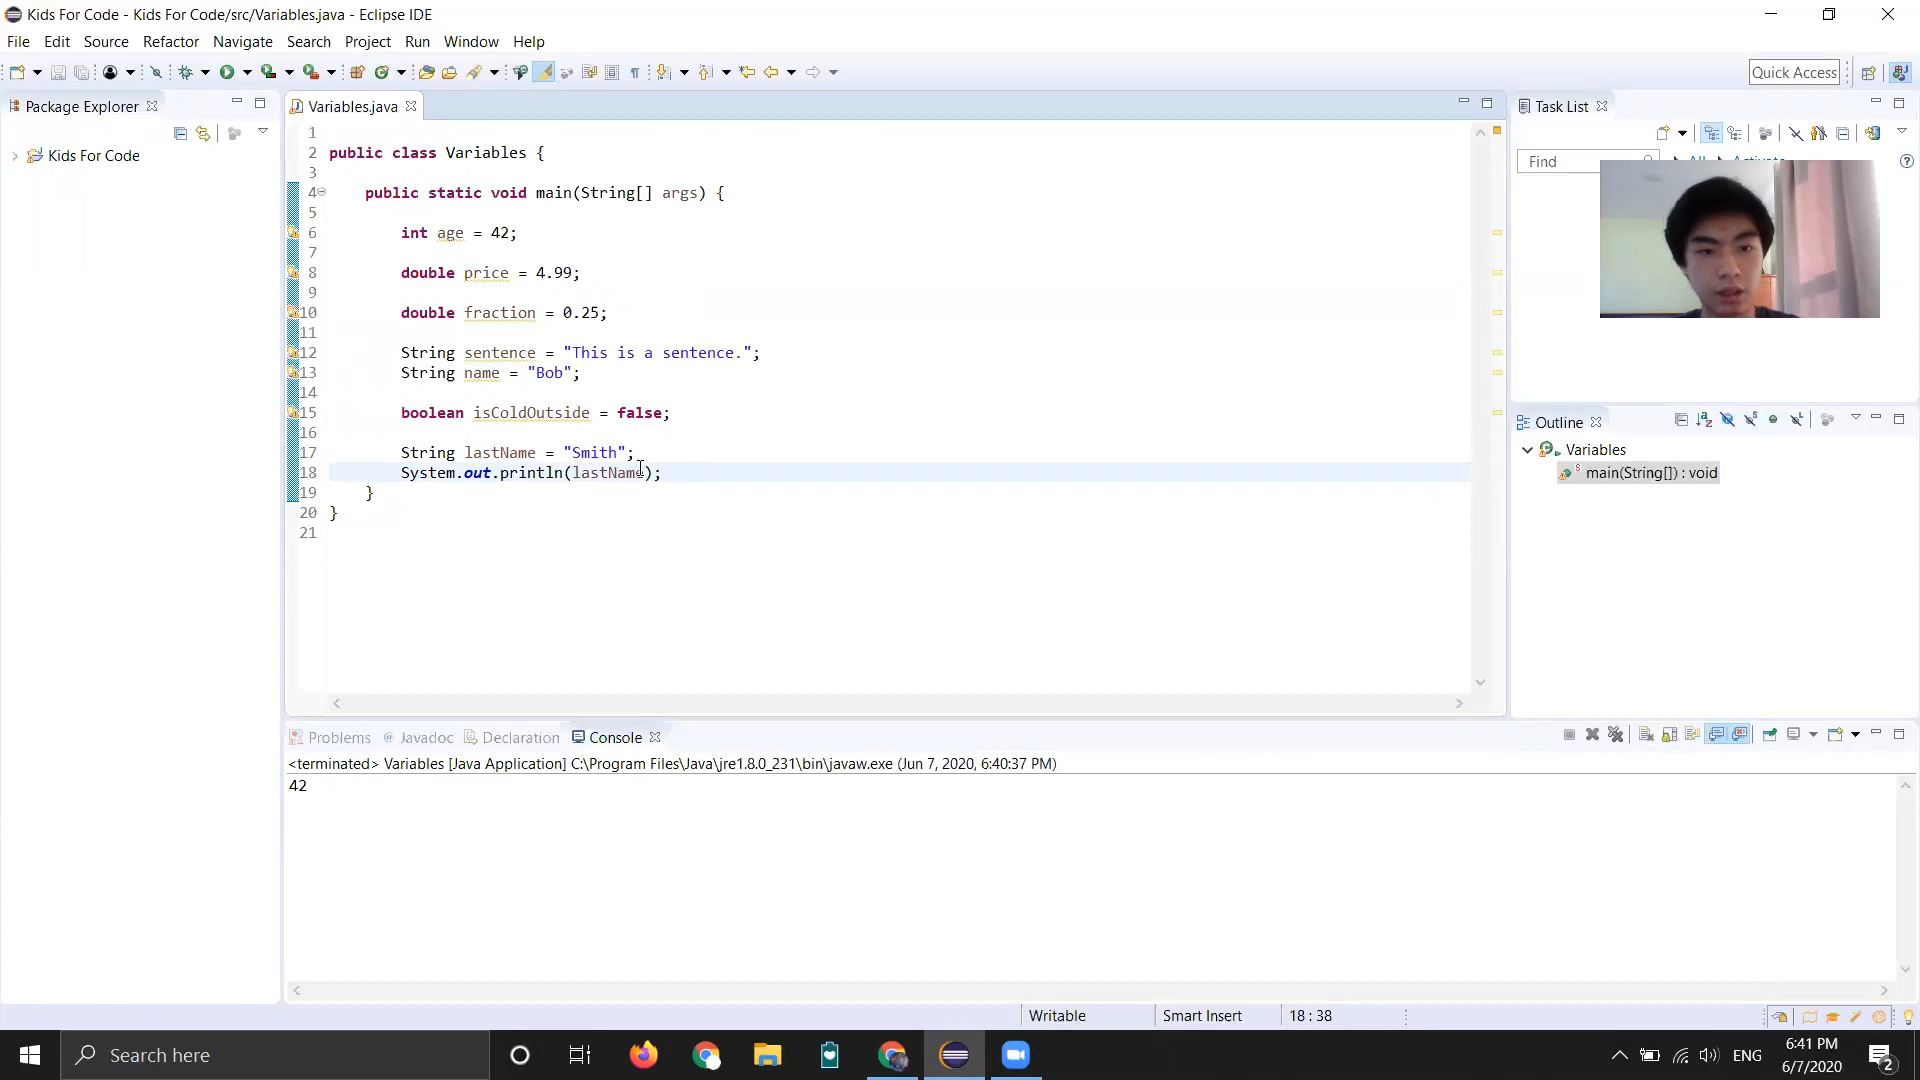 Kids For Code - Kids For Code/src/Variables.java - Eclipse IDE
File Edit Source Refactor Navigate Search Project Run Window Help
Quick Access
Package Explorer
Kids For Code
Variables.java
1
2 public class Variables {
3
4 public static void main(String[] args) {
5
6 int age = 42;
7
8 double price = 4.99;
9
10 double fraction = 0.25;
11
12 String sentence = "This is a sentence.";
13 String name = "Bob";
14
15 boolean isColdOutside = false;
16
17 String lastName = "Smith";
18 System.out.println(lastName);
19 }
20 }
21
Task List
Find
Outline
Variables
main(String[]) : void
Problems @ Javadoc Declaration Console
<terminated> Variables [Java Application] C:\Program Files\Java\jre1.8.0_231\bin\javaw.exe (Jun 7, 2020, 6:40:37 PM)
42
Writable Smart Insert 18 : 38
Search here
ENG
6:41 PM
6/7/2020
2